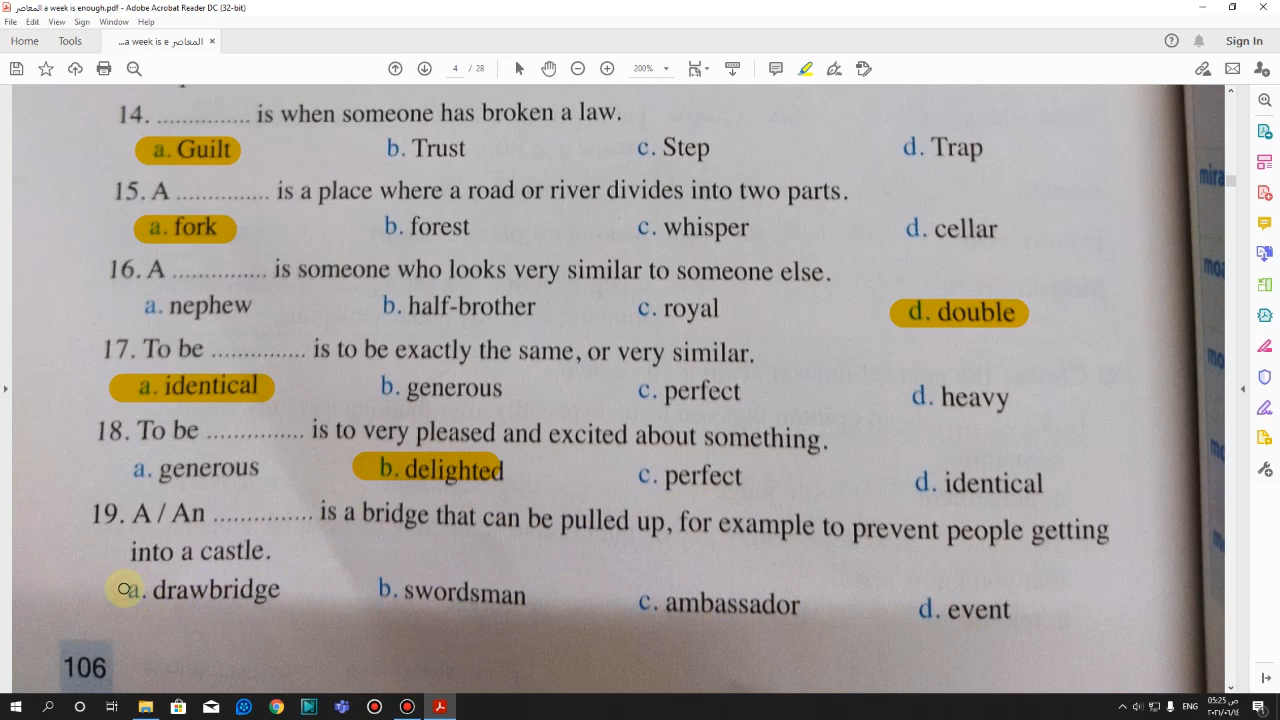 المعاصر a week is enough.pdf - Adobe Acrobat Reader DC (32-bit)
File Edit View Sign Window Help
Home Tools ...a week is e المعاصر × Sign In
4 / 28 200%
14. .............. is when someone has broken a law.
a. Guilt b. Trust c. Step d. Trap
15. A .............. is a place where a road or river divides into two parts.
a. fork b. forest c. whisper d. cellar
16. A .............. is someone who looks very similar to someone else.
a. nephew b. half-brother c. royal d. double
17. To be .............. is to be exactly the same, or very similar.
a. identical b. generous c. perfect d. heavy
18. To be .............. is to very pleased and excited about something.
a. generous b. delighted c. perfect d. identical
19. A / An .............. is a bridge that can be pulled up, for example to prevent people getting
into a castle.
a. drawbridge b. swordsman c. ambassador d. event
106
mira
05:25 ص